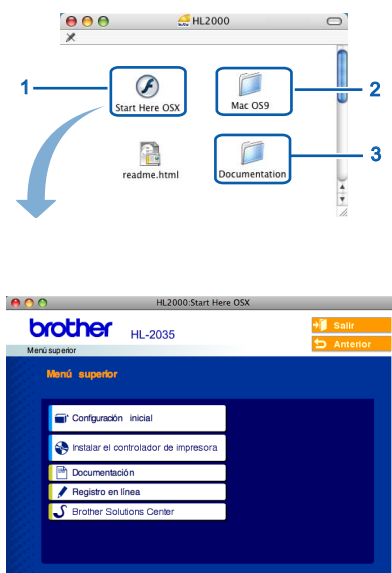 HL2000
1
2
Start Here OSX
Mac OS9
3
readme.html
Documentation
HL2000:Start Here OSX
brother
HL-2035
Salir
Anterior
Menú superior
Menú superior
Configuración inicial
Instalar el controlador de impresora
Documentación
Registro en línea
Brother Solutions Center